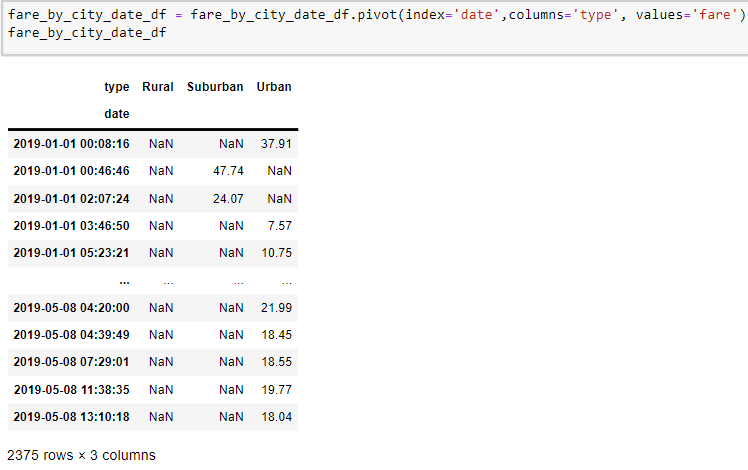 fare_by_city_date_df = fare_by_city_date_df.pivot(index='date',columns='type', values='fare')
fare_by_city_date_df
type Rural Suburban Urban
date
2019-01-01 00:08:16 NaN NaN 37.91
2019-01-01 00:46:46 NaN 47.74 NaN
2019-01-01 02:07:24 NaN 24.07 NaN
2019-01-01 03:46:50 NaN NaN 7.57
2019-01-01 05:23:21 NaN NaN 10.75
... ... ... ...
2019-05-08 04:20:00 NaN NaN 21.99
2019-05-08 04:39:49 NaN NaN 18.45
2019-05-08 07:29:01 NaN NaN 18.55
2019-05-08 11:38:35 NaN NaN 19.77
2019-05-08 13:10:18 NaN NaN 18.04
2375 rows × 3 columns